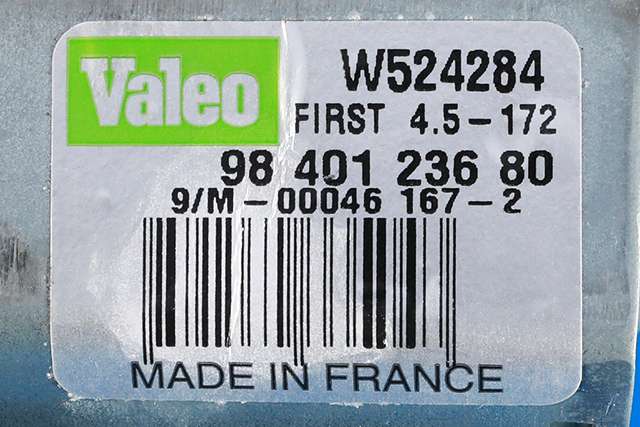 Valeo
W524284
FIRST 4.5-172
98 401 236 80
9/M-00046 167-2
MADE IN FRANCE